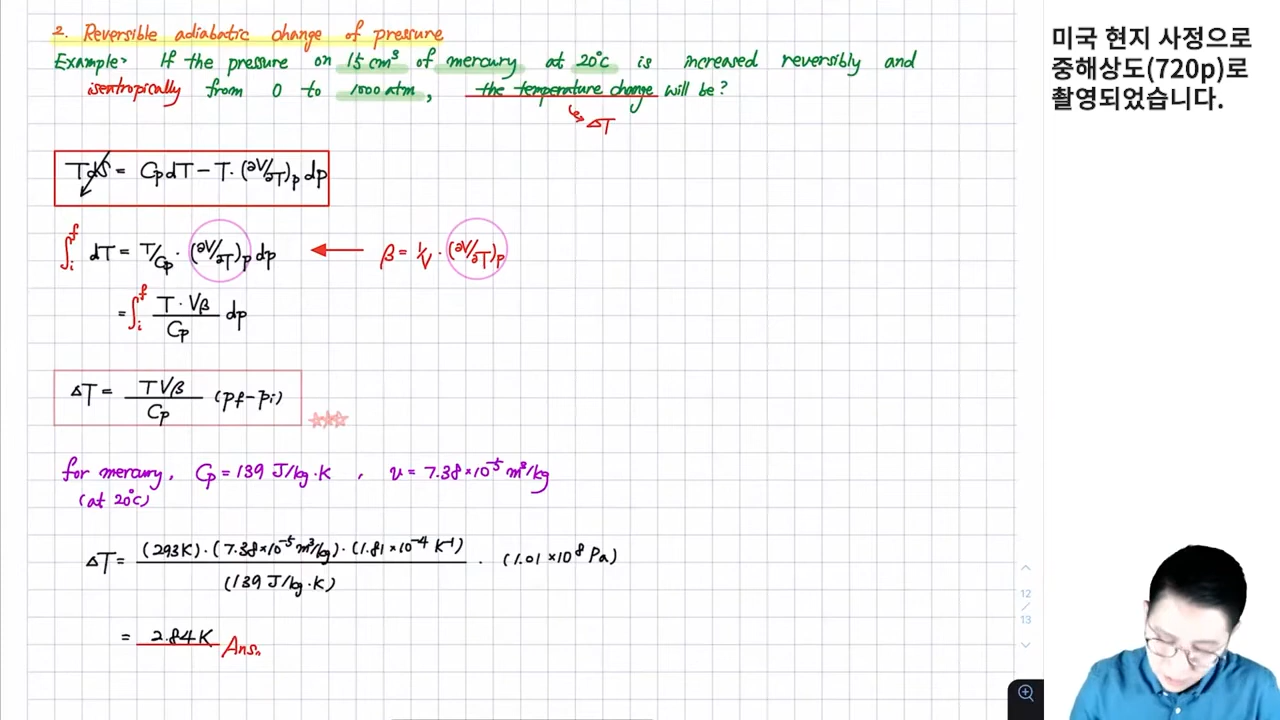 2. Reversible adiabatic change of pressure
Example> If the pressure on 15 cm³ of mercury at 20°C is increased reversibly and
isentropically from 0 to 1000 atm, the temperature change will be?
↳ ΔT
TdS = CpdT − T·(∂V/∂T)p dp
∫ᵢᶠ dT = T/Cp · (∂V/∂T)p dp ← β = 1/V · (∂V/∂T)p
= ∫ᵢᶠ T·Vβ/Cp dp
ΔT = TVβ/Cp (pf−pi)
for mercury, Cp = 139 J/kg·K , v = 7.38×10⁻⁵ m³/kg
(at 20°C)
ΔT = (293K)·(7.38×10⁻⁵ m³/kg)·(1.81×10⁻⁴ K⁻¹)/(139 J/kg·K) · (1.01×10⁸ Pa)
= 2.84K Ans.
미국 현지 사정으로
중해상도(720p)로
촬영되었습니다.
12
/
13